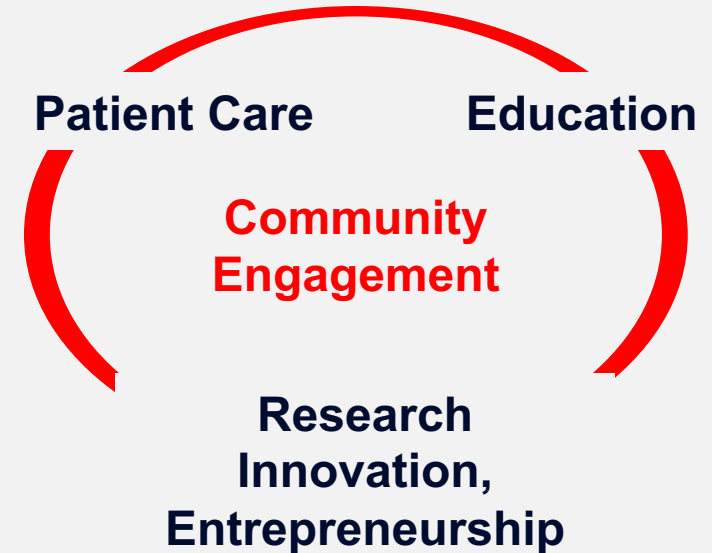 Patient Care
Education
Community
Engagement
Research
Innovation,
Entrepreneurship